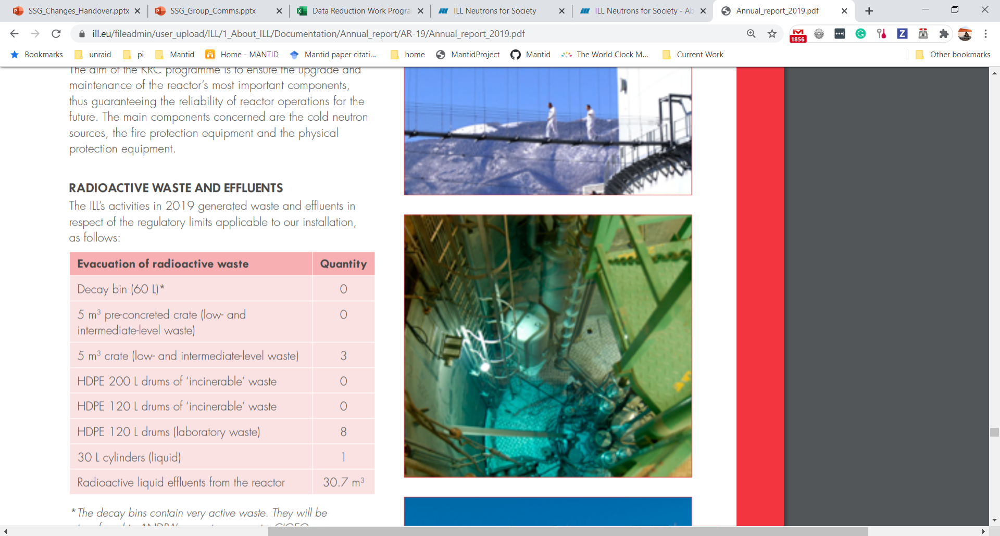 SSG_Changes_Handover.pptx
SSG_Group_Comms.pptx
Data Reduction Work Progra
ILL Neutrons for Society
ILL Neutrons for Society - Ab
Annual_report_2019.pdf
ill.eu/fileadmin/user_upload/ILL/1_About_ILL/Documentation/Annual_report/AR-19/Annual_report_2019.pdf
1856
Bookmarks
unraid
pi
Mantid
Home - MANTID
Mantid paper citati...
home
MantidProject
Mantid
The World Clock M...
Current Work
Other bookmarks
The aim of the KRC programme is to ensure the upgrade and
maintenance of the reactor's most important components,
thus guaranteeing the reliability of reactor operations for the
future. The main components concerned are the cold neutron
sources, the fire protection equipment and the physical
protection equipment.
RADIOACTIVE WASTE AND EFFLUENTS
The ILL's activities in 2019 generated waste and effluents in
respect of the regulatory limits applicable to our installation,
as follows:
Evacuation of radioactive waste Quantity
Decay bin (60 L)* 0
5 m³ pre-concreted crate (low- and 0
intermediate-level waste)
5 m³ crate (low- and intermediate-level waste) 3
HDPE 200 L drums of 'incinerable' waste 0
HDPE 120 L drums of 'incinerable' waste 0
HDPE 120 L drums (laboratory waste) 8
30 L cylinders (liquid) 1
Radioactive liquid effluents from the reactor 30.7 m³
* The decay bins contain very active waste. They will be